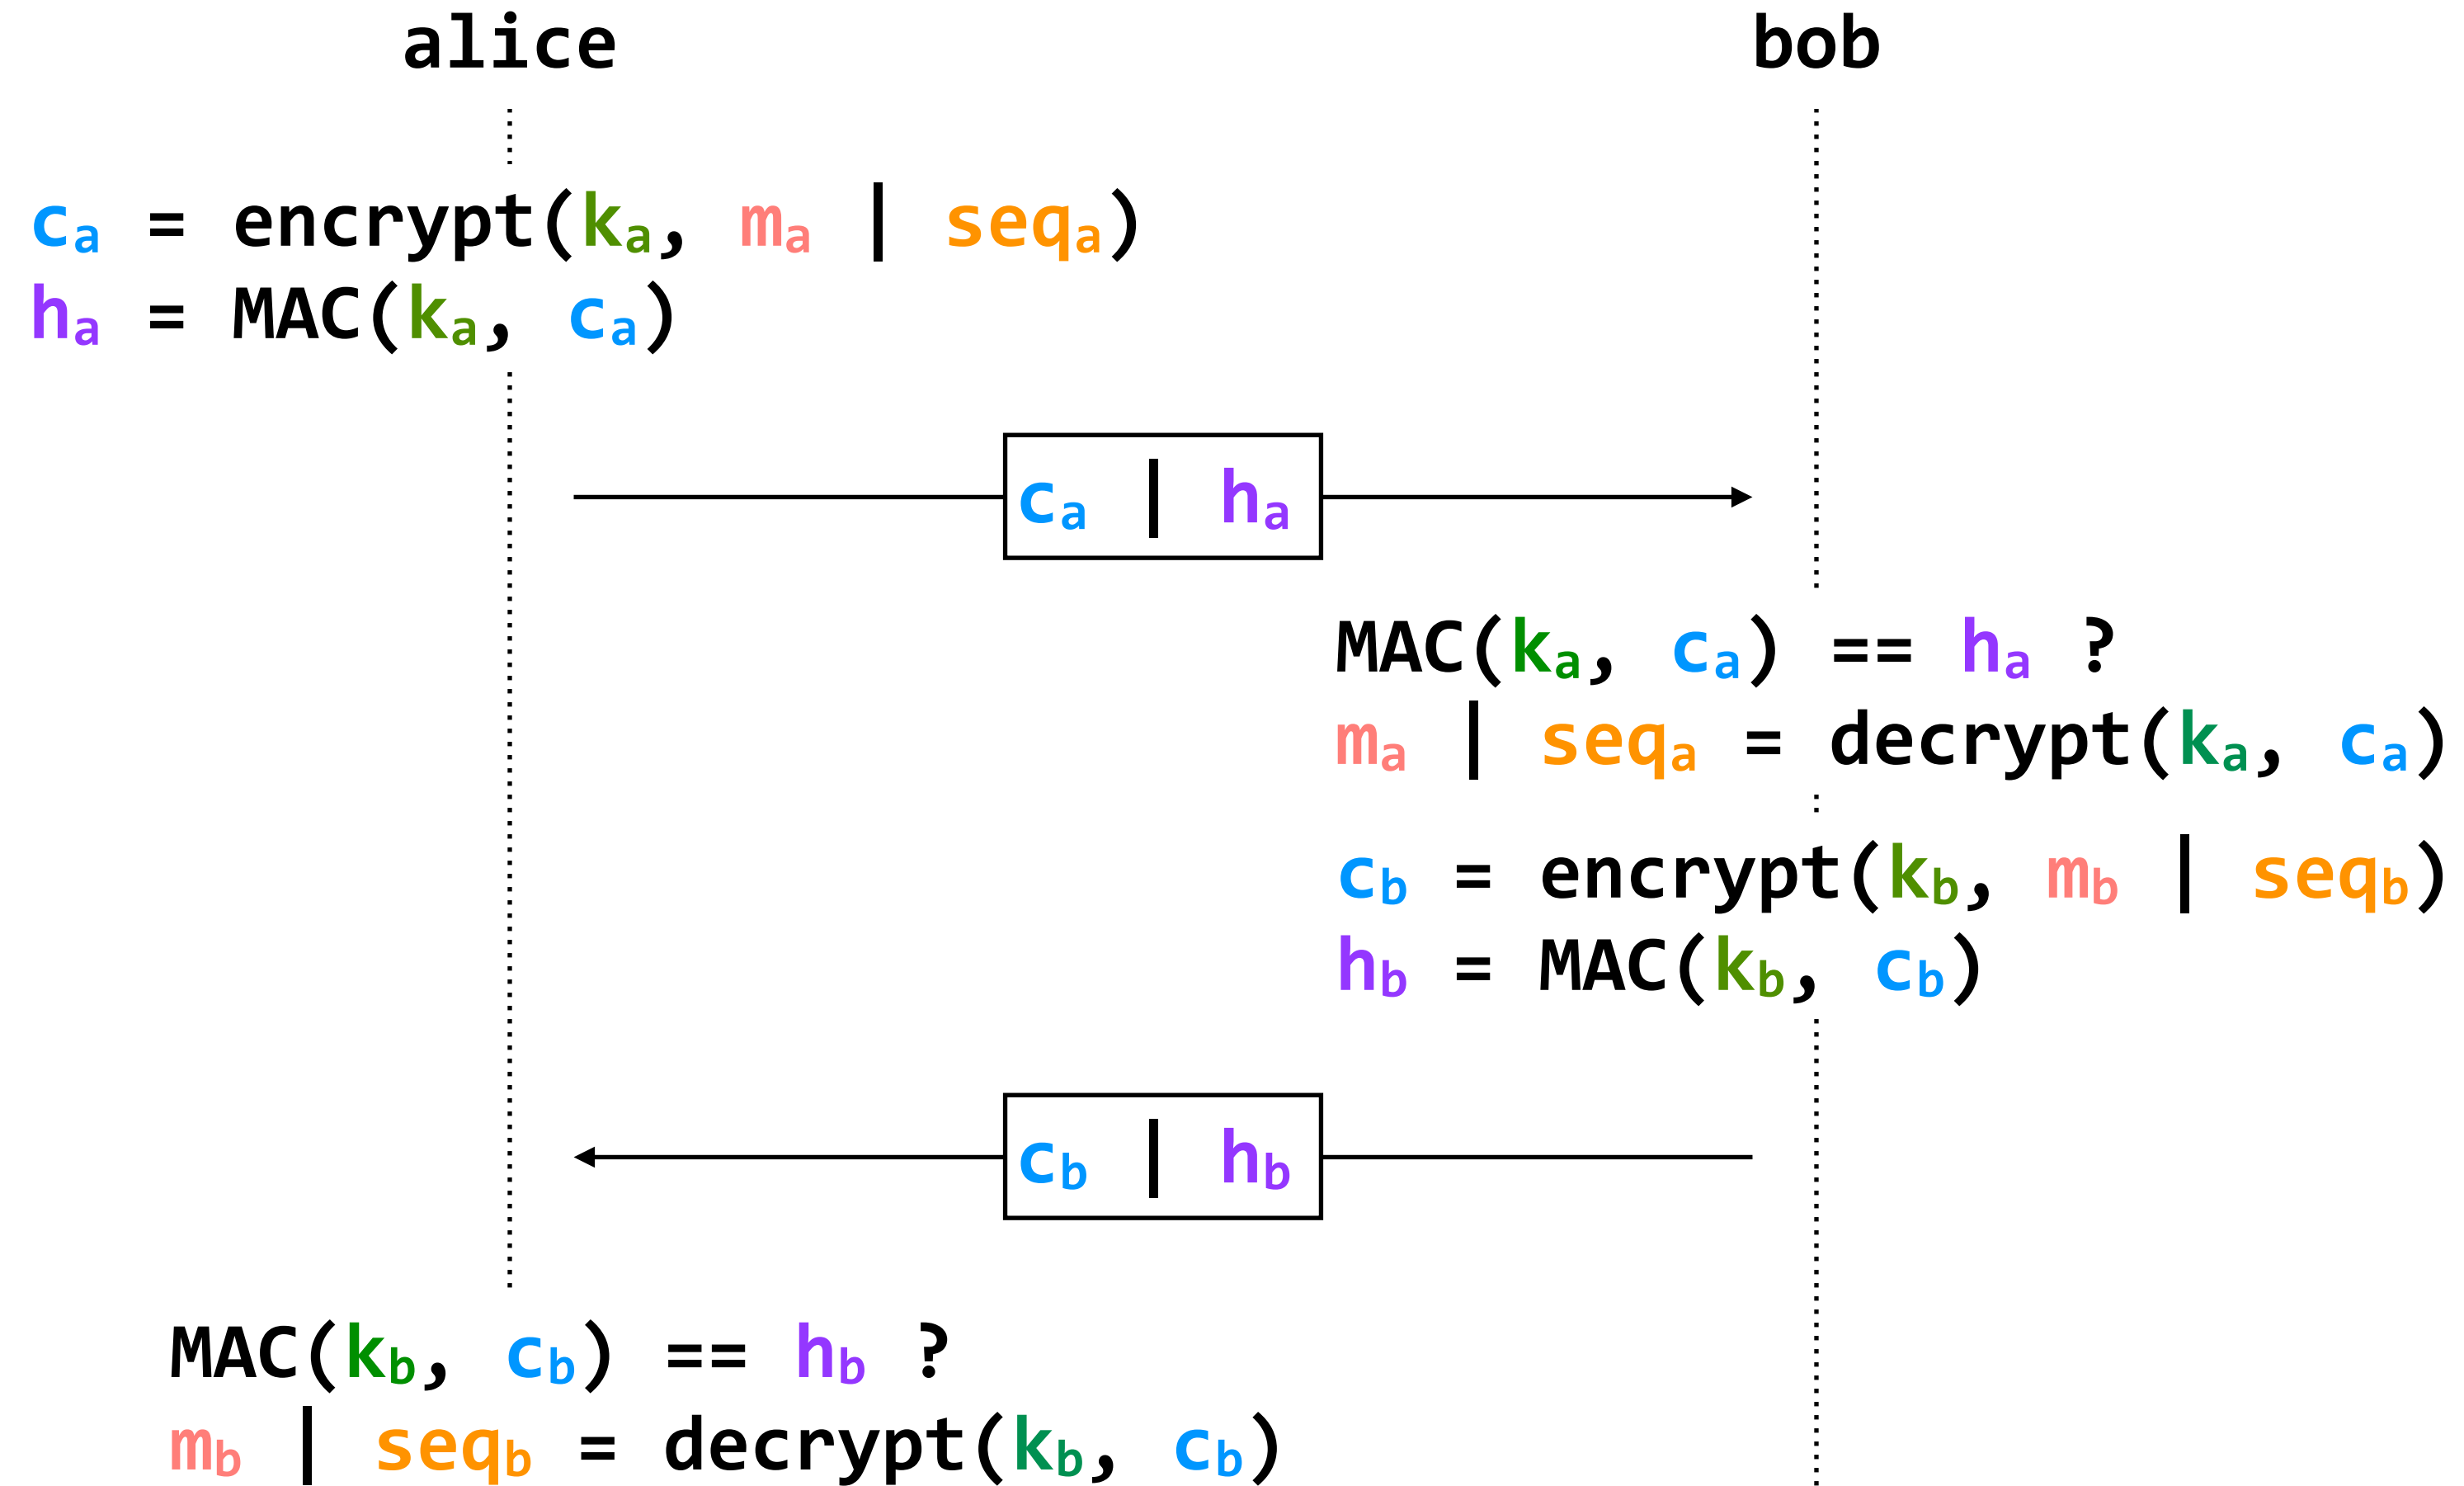 alice
bob
cₐ = encrypt(kₐ, mₐ | seqₐ)
hₐ = MAC(kₐ, cₐ)
cₐ | hₐ
MAC(kₐ, cₐ) == hₐ ?
mₐ | seqₐ = decrypt(kₐ, cₐ)
c_b = encrypt(k_b, m_b | seq_b)
h_b = MAC(k_b, c_b)
c_b | h_b
MAC(k_b, c_b) == h_b ?
m_b | seq_b = decrypt(k_b, c_b)